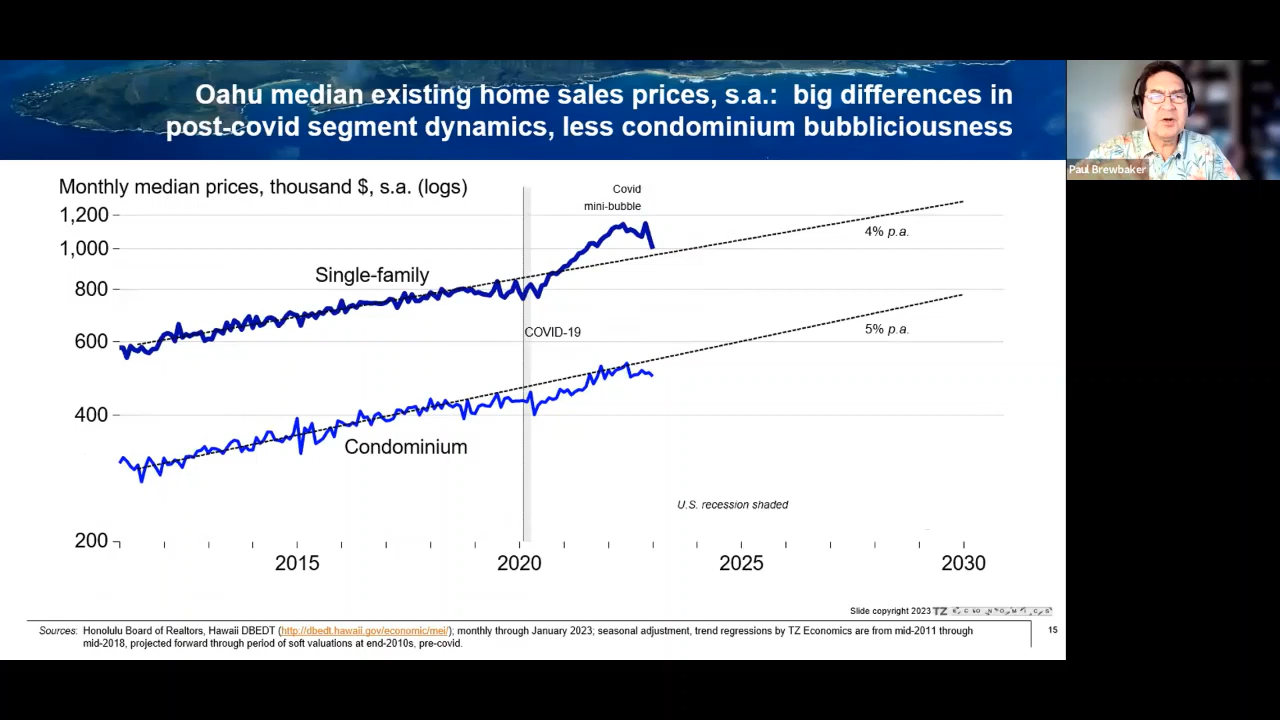 Oahu median existing home sales prices, s.a.: big differences in
post-covid segment dynamics, less condominium bubbliciousness
Paul Brewbaker
Monthly median prices, thousand $, s.a. (logs)
Covid
mini-bubble
1,200
1,000
800
600
400
200
4% p.a.
Single-family
COVID-19
5% p.a.
Condominium
U.S. recession shaded
2015
2020
2025
2030
Slide copyright 2023 TZ ECONOMICS
Sources: Honolulu Board of Realtors, Hawaii DBEDT (http://dbedt.hawaii.gov/economic/mei/); monthly through January 2023; seasonal adjustment, trend regressions by TZ Economics are from mid-2011 through
mid-2018, projected forward through period of soft valuations at end-2010s, pre-covid.
15